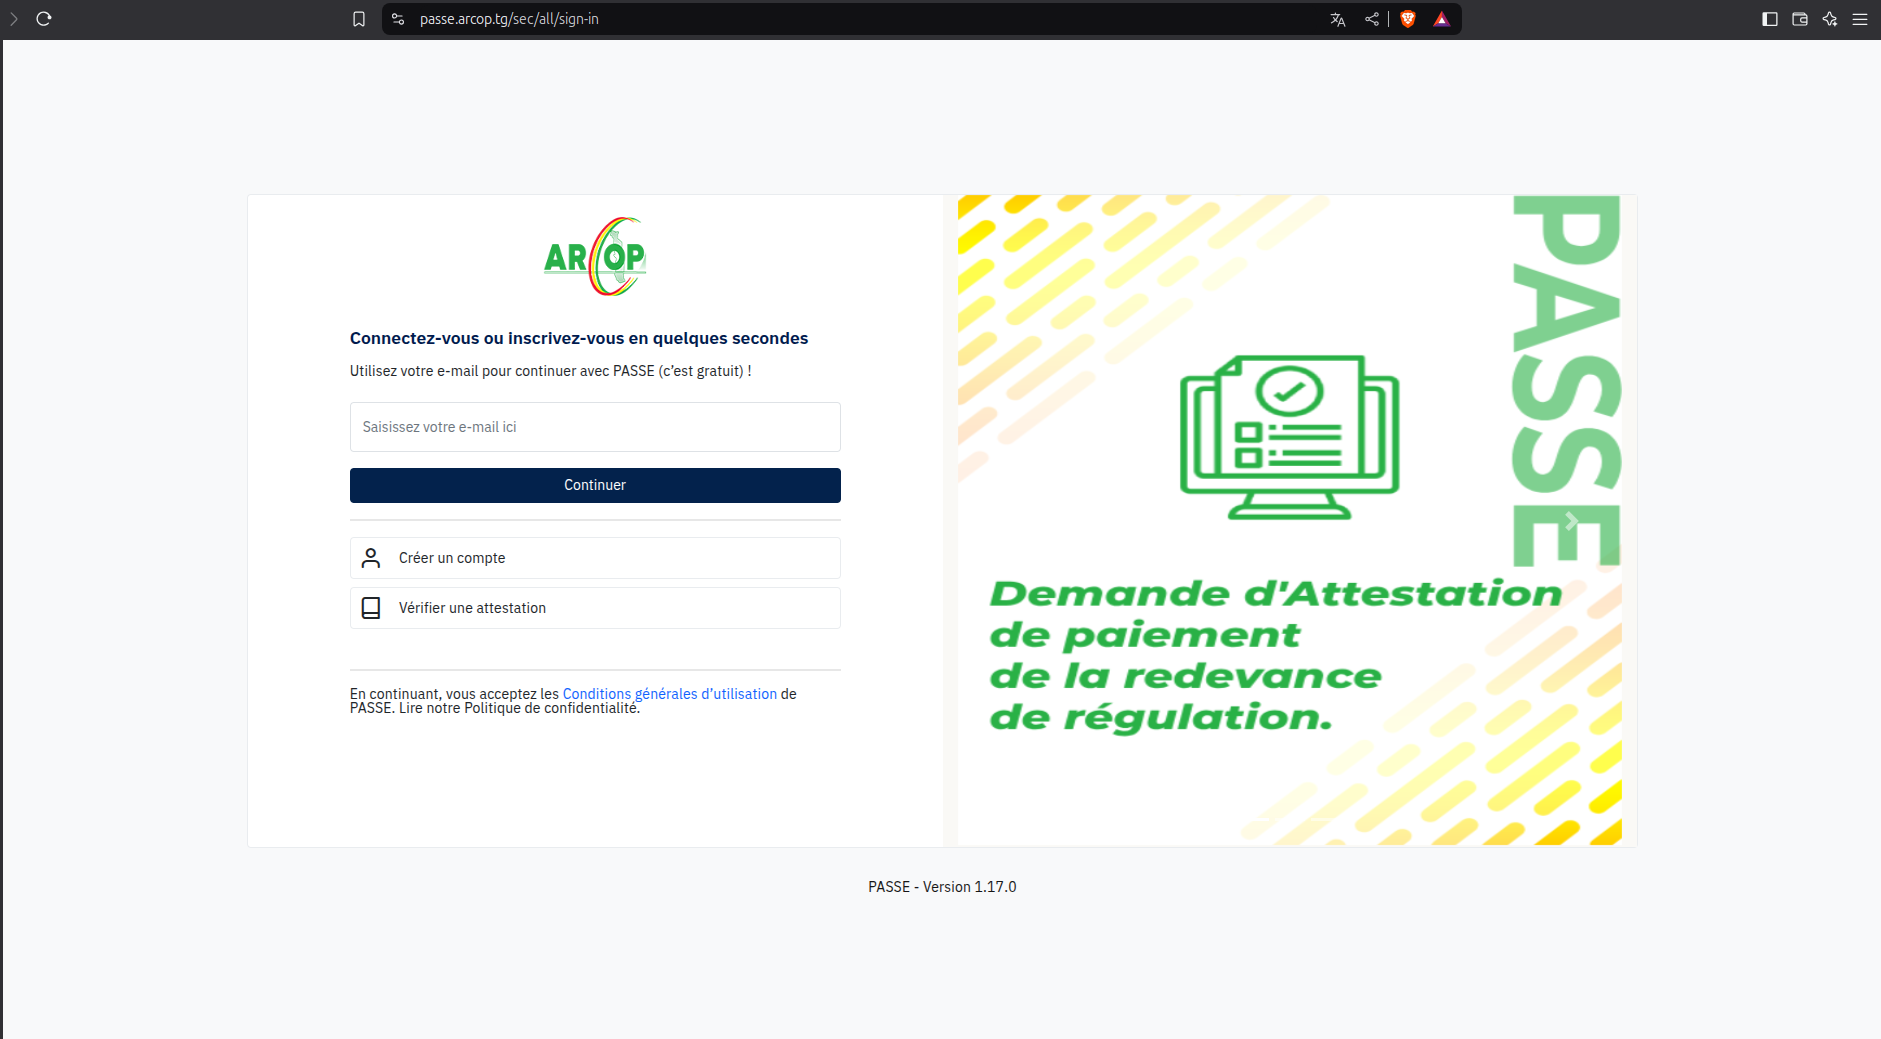 passe.arcop.tg/sec/all/sign-in
ARCOP
Connectez-vous ou inscrivez-vous en quelques secondes
Utilisez votre e-mail pour continuer avec PASSE (c’est gratuit) !
Saisissez votre e-mail ici
Continuer
Créer un compte
Vérifier une attestation
En continuant, vous acceptez les Conditions générales d’utilisation de
PASSE. Lire notre Politique de confidentialité.
PASSE
Demande d'Attestation
de paiement
de la redevance
de régulation.
PASSE - Version 1.17.0